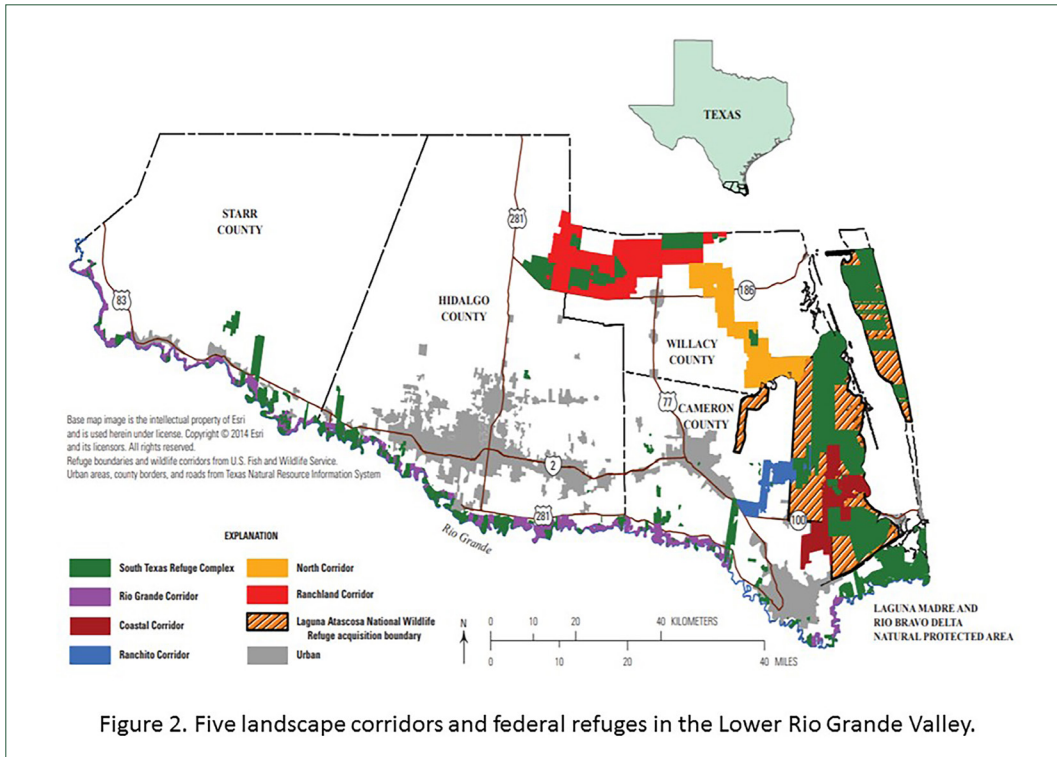 TEXAS
STARR
COUNTY
281
83
HIDALGO
COUNTY
186
WILLACY
COUNTY
77
CAMERON
COUNTY
2
100
281
Rio Grande
Base map image is the intellectual property of Esri
and is used herein under license. Copyright © 2014 Esri
and its licensors. All rights reserved.
Refuge boundaries and wildlife corridors from U.S. Fish and Wildlife Service.
Urban areas, county borders, and roads from Texas Natural Resource Information System
EXPLANATION
South Texas Refuge Complex
Rio Grande Corridor
Coastal Corridor
Ranchito Corridor
North Corridor
Ranchland Corridor
Laguna Atascosa National Wildlife
Refuge acquisition boundary
Urban
N
0 10 20 40 KILOMETERS
0 10 20 40 MILES
LAGUNA MADRE AND
RIO BRAVO DELTA
NATURAL PROTECTED AREA
Figure 2. Five landscape corridors and federal refuges in the Lower Rio Grande Valley.